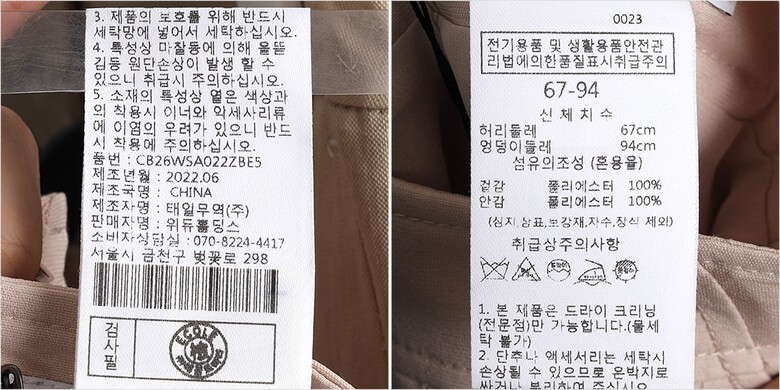 3. 제품의 보호를 위해 반드시
세탁망에 넣어서 세탁하십시오.
4. 특성상 마찰등에 의해 올뜯
김등 원단손상이 발생 할 수
있으니 취급시 주의하십시오.
5. 소재의 특성상 옅은 색상과
의 착용시 이너와 악세사리류
에 이염의 우려가 있으니 반드
시 착용에 주의하십시오.
품번 : CB26WSA022ZBE5
제조년월 : 2022.06
제조국명 : CHINA
제조자명 : 태일무역(주)
판매자명 : 위듀홀딩스
소비자상담실 : 070-8224-4417
서울시 금천구 벚꽃로 298
검사필
ECOLE
0023
전기용품 및 생활용품안전관
리법에의한품질표시취급주의
67-94
신 체 치 수
허리둘레 67cm
엉덩이둘레 94cm
섬유의조성 (혼용율)
겉감 폴리에스터 100%
안감 폴리에스터 100%
(심지,상표,보강재,자수,장식 제외)
취급상주의사항
1. 본 제품은 드라이 크리닝
(전문점)만 가능합니다.(물세
탁 불가)
2. 단추나 액세서리는 세탁시
손상될 수 있으므로 은박지로
싸거나 분리하여 주십시오.